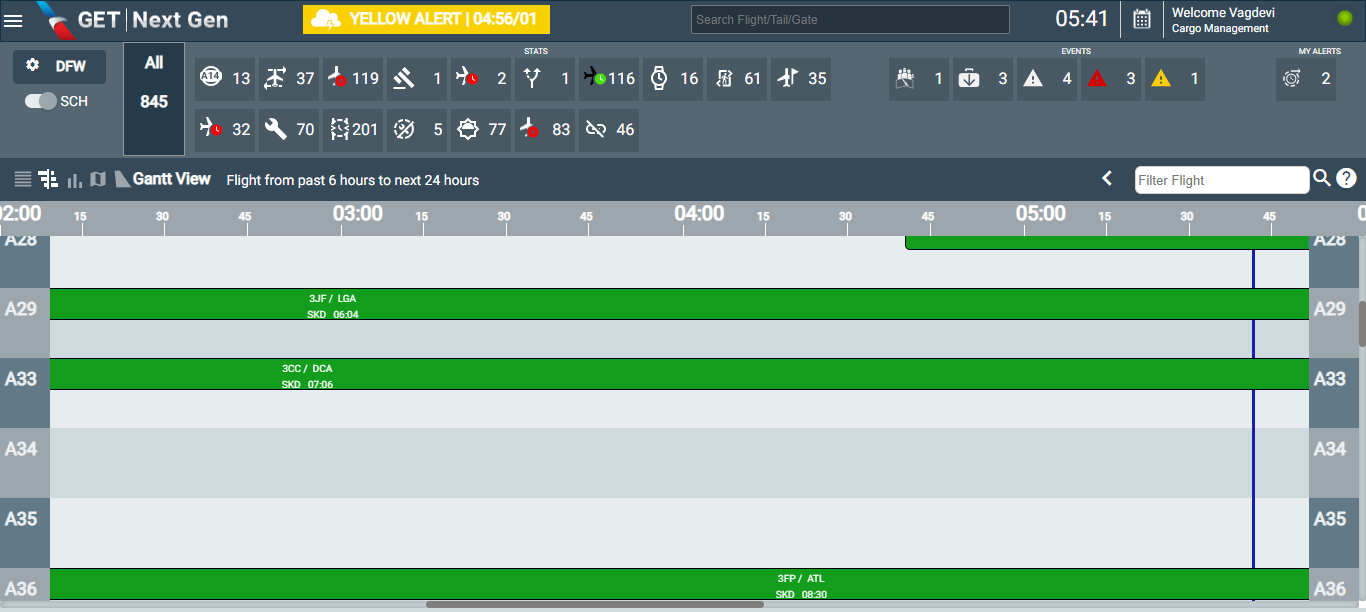 GET | Next Gen
YELLOW ALERT | 04:56/01
Search Flight/Tail/Gate
05:41
Welcome Vagdevi
Cargo Management
DFW
SCH
All
845
STATS
EVENTS
MY ALERTS
A14 13 37 119 1 2 1 116 16 61 35 1 3 4 3 1 2
32 70 201 5 77 83 46
Gantt View Flight from past 6 hours to next 24 hours
Filter Flight
?
02:00 15 30 45 03:00 15 30 45 04:00 15 30 45 05:00 15 30 45 0
A28 A28
A29 3JF / LGA A29
SKD 06:04
A33 3CC / DCA A33
SKD 07:06
A34 A34
A35 A35
A36 3FP / ATL A36
SKD 08:30